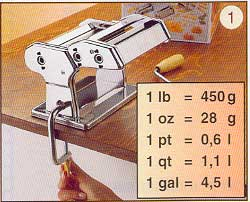 1
1 lb = 450 g
1 oz = 28 g
1 pt = 0,6 l
1 qt = 1,1 l
1 gal = 4,5 l